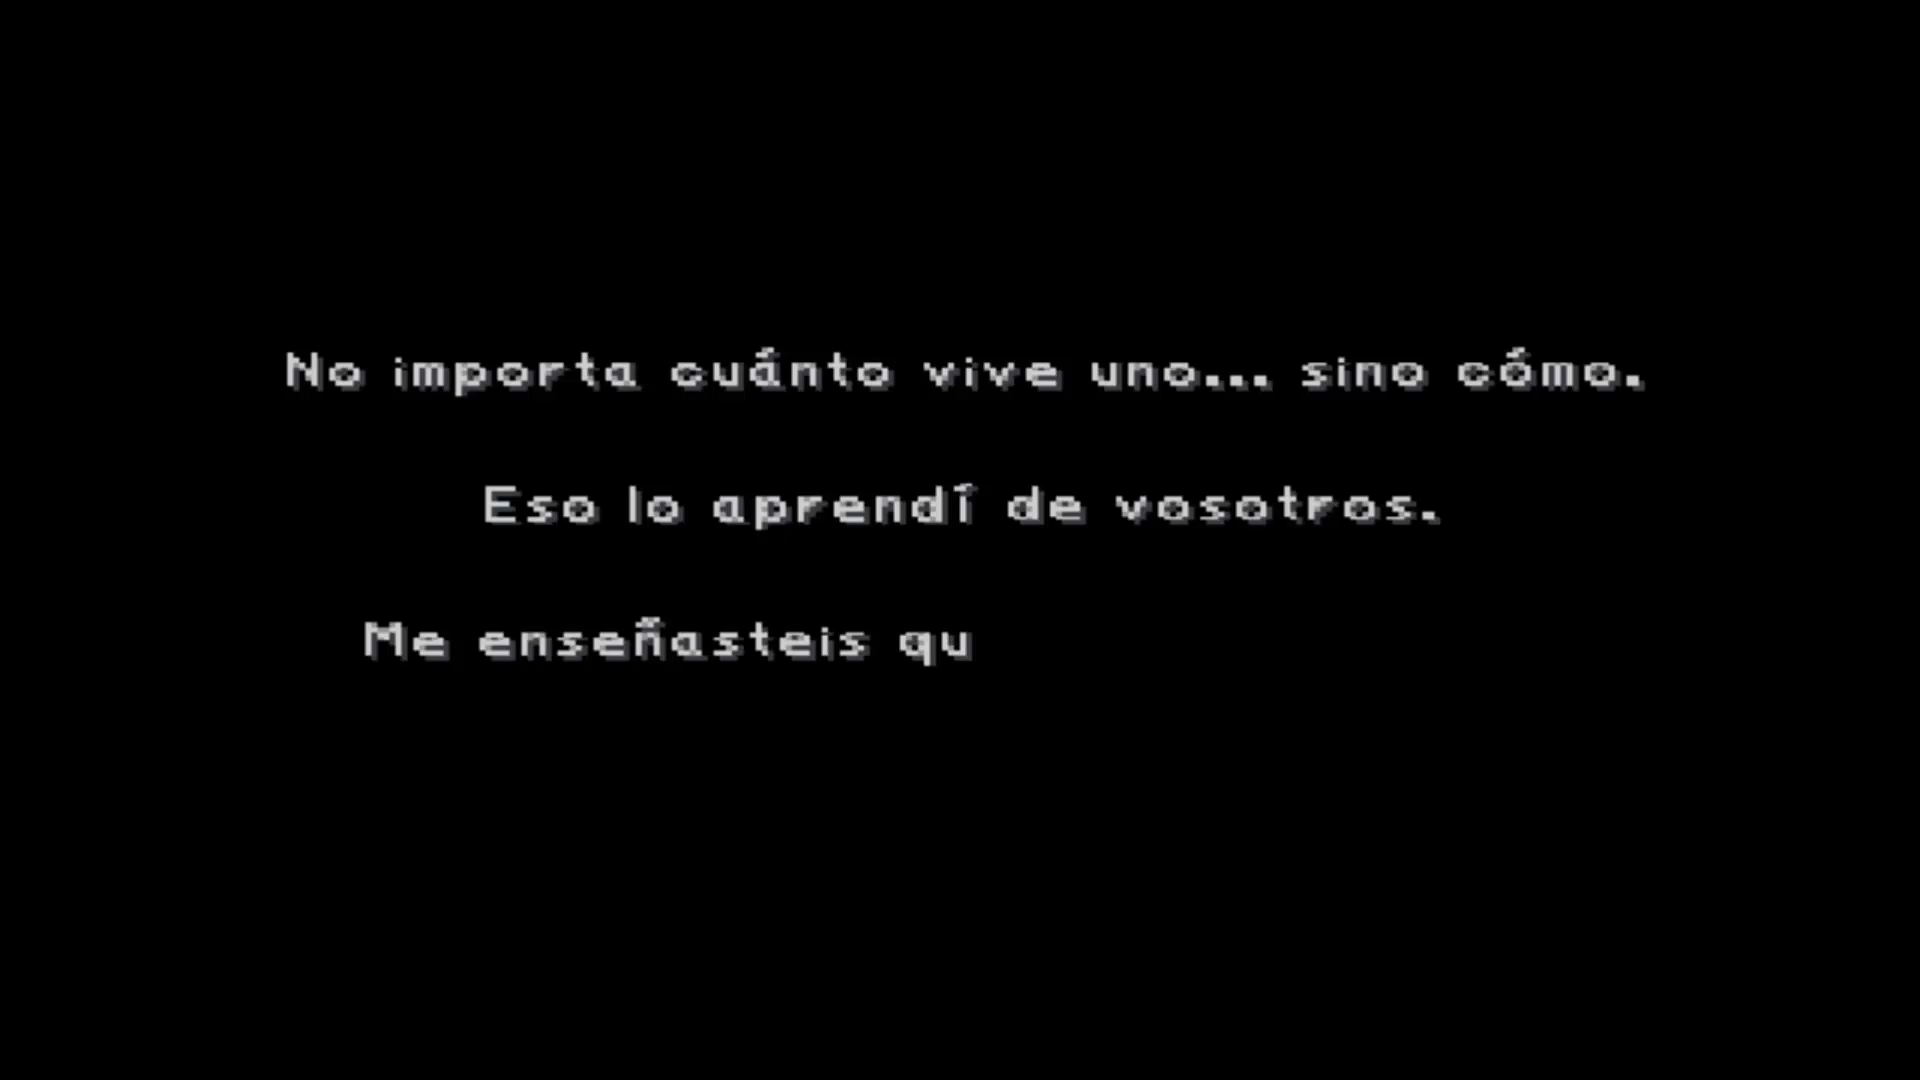 No importa cuánto vive uno... sino cómo.
Eso lo aprendí de vosotros.
Me enseñasteis qu